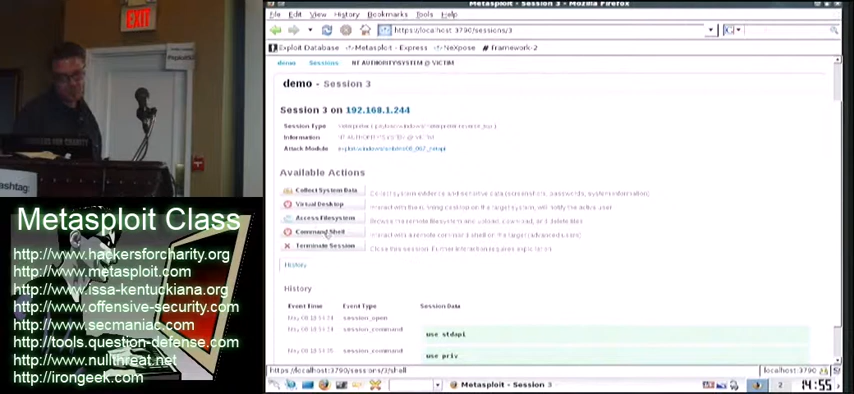 EXIT
Hashtag:
Metasploit Class
http://www.hackersforcharity.org
http://www.metasploit.com
http://www.issa-kentuckiana.org
http://www.offensive-security.com
http://www.secmaniac.com
http://tools.question-defense.com
http://www.nullthreat.net
http://irongeek.com
Metasploit - Session 3 - Mozilla Firefox
File Edit View History Bookmarks Tools Help
https://localhost:3790/sessions/3
Exploit Database Metasploit - Express NeXpose framework-2
demo Sessions NT AUTHORITY\SYSTEM @ VICTIM
demo - Session 3
Session 3 on 192.168.1.244
Session Type
Information
Attack Module
Available Actions
Collect System Data
Virtual Desktop
Access Filesystem
Command Shell
Terminate Session
History
History
Event Time Event Type Session Data
session_open
session_command
use stdapi
session_command
use priv
https://localhost:3790/sessions/3/shell
localhost:3790
Metasploit - Session 3 -
2
14:55